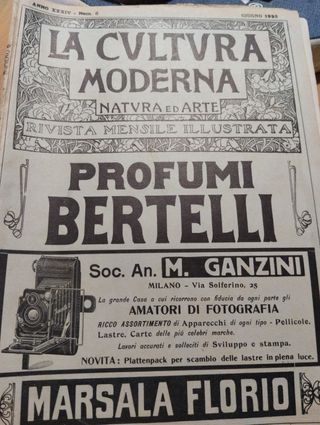 ANNO XXXIV - Num. 6
GIUGNO 1925
LA CVLTVRA
MODERNA
NATVRA ED ARTE
RIVISTA MENSILE ILLVSTRATA
PROFUMI
BERTELLI
Soc. An. M. GANZINI
MILANO - Via Solferino, 25
La grande Casa a cui ricorrono con fiducia da ogni parte gli
AMATORI DI FOTOGRAFIA
RICCO ASSORTIMENTO di Apparecchi di ogni tipo - Pellicole,
Lastre, Carte delle più celebri marche.
Lavori accurati e solleciti di Sviluppo e stampa.
NOVITA: Plattenpack per scambio delle lastre in piena luce.
MARSALA FLORIO